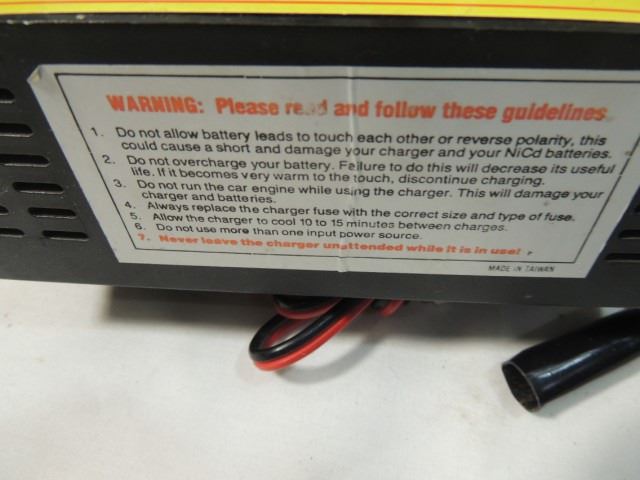 WARNING: Please read and follow these guidelines
1. Do not allow battery leads to touch each other or reverse polarity, this
could cause a short and damage your charger and your NiCd batteries.
2. Do not overcharge your battery. Failure to do this will decrease its useful
life. If it becomes very warm to the touch, discontinue charging.
3. Do not run the car engine while using the charger. This will damage your
charger and batteries.
4. Always replace the charger fuse with the correct size and type of fuse.
5. Allow the charger to cool 10 to 15 minutes between charges.
6. Do not use more than one input power source.
7. Never leave the charger unattended while it is in use!
MADE IN TAIWAN